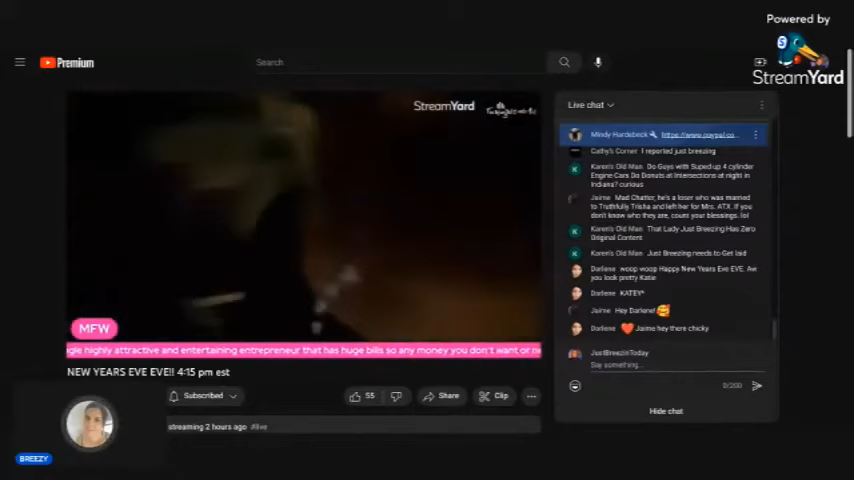 Powered by
StreamYard
Premium
Search
StreamYard
Live chat
Mindy Hardebeck https://www.paypal.co...
Cathy's Corner I reported just breezing
Karen's Old Man Do Guys with Suped up 4 cylinder
Engine Cars Do Donuts at Intersections at night in
Indiana? curious
Jaime Mad Chatter, he's a loser who was married
to Truthfully Trisha and left her for Mrs. ATX. If you
don't know who they are, count your blessings. lol
Karen's Old Man That Lady Just Breezing Has Zero
Original Content
Karen's Old Man Just Breezing needs to Get laid
Darlene woop woop Happy New Years Eve EVE. Aw
you look pretty Katie
Darlene KATEY*
Jaime Hey Darlene! 🥰
Darlene ❤️ Jaime hey there chicky
JustBreezinToday
Say something...
0/200
Hide chat
MFW
gle highly attractive and entertaining entrepreneur that has huge bills so any money you don't want or n
NEW YEARS EVE EVE!! 4:15 pm est
Subscribed
55
Share
Clip
streaming 2 hours ago #live
BREEZY